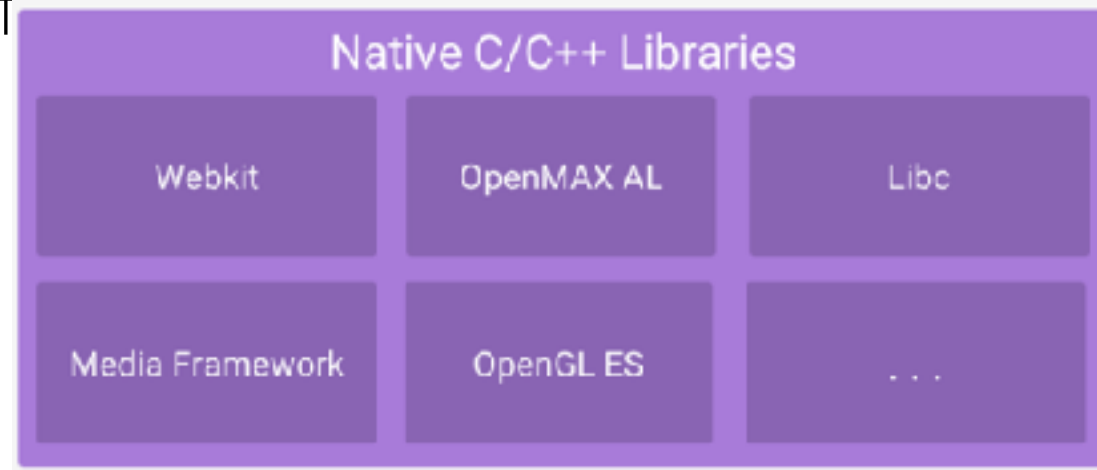 Native C/C++ Libraries
Webkit
OpenMAX AL
Libc
Media Framework
OpenGL ES
. . .